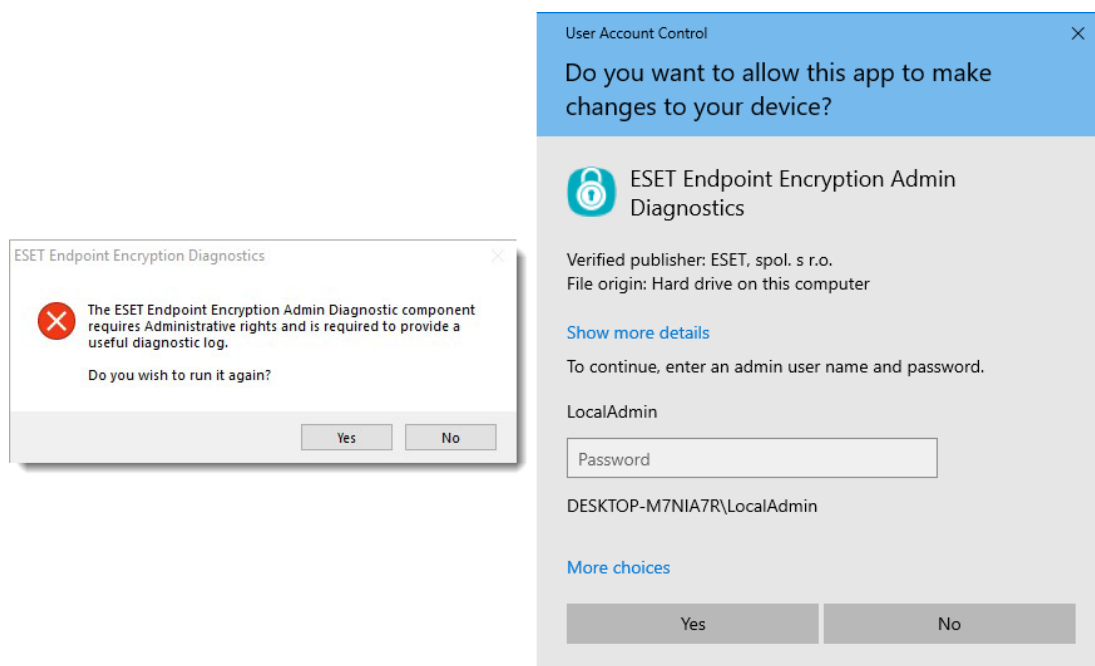 ESET Endpoint Encryption Diagnostics
The ESET Endpoint Encryption Admin Diagnostic component
requires Administrative rights and is required to provide a
useful diagnostic log.
Do you wish to run it again?
Yes
No
User Account Control
Do you want to allow this app to make
changes to your device?
ESET Endpoint Encryption Admin
Diagnostics
Verified publisher: ESET, spol. s r.o.
File origin: Hard drive on this computer
Show more details
To continue, enter an admin user name and password.
LocalAdmin
Password
DESKTOP-M7NIA7R\LocalAdmin
More choices
Yes
No